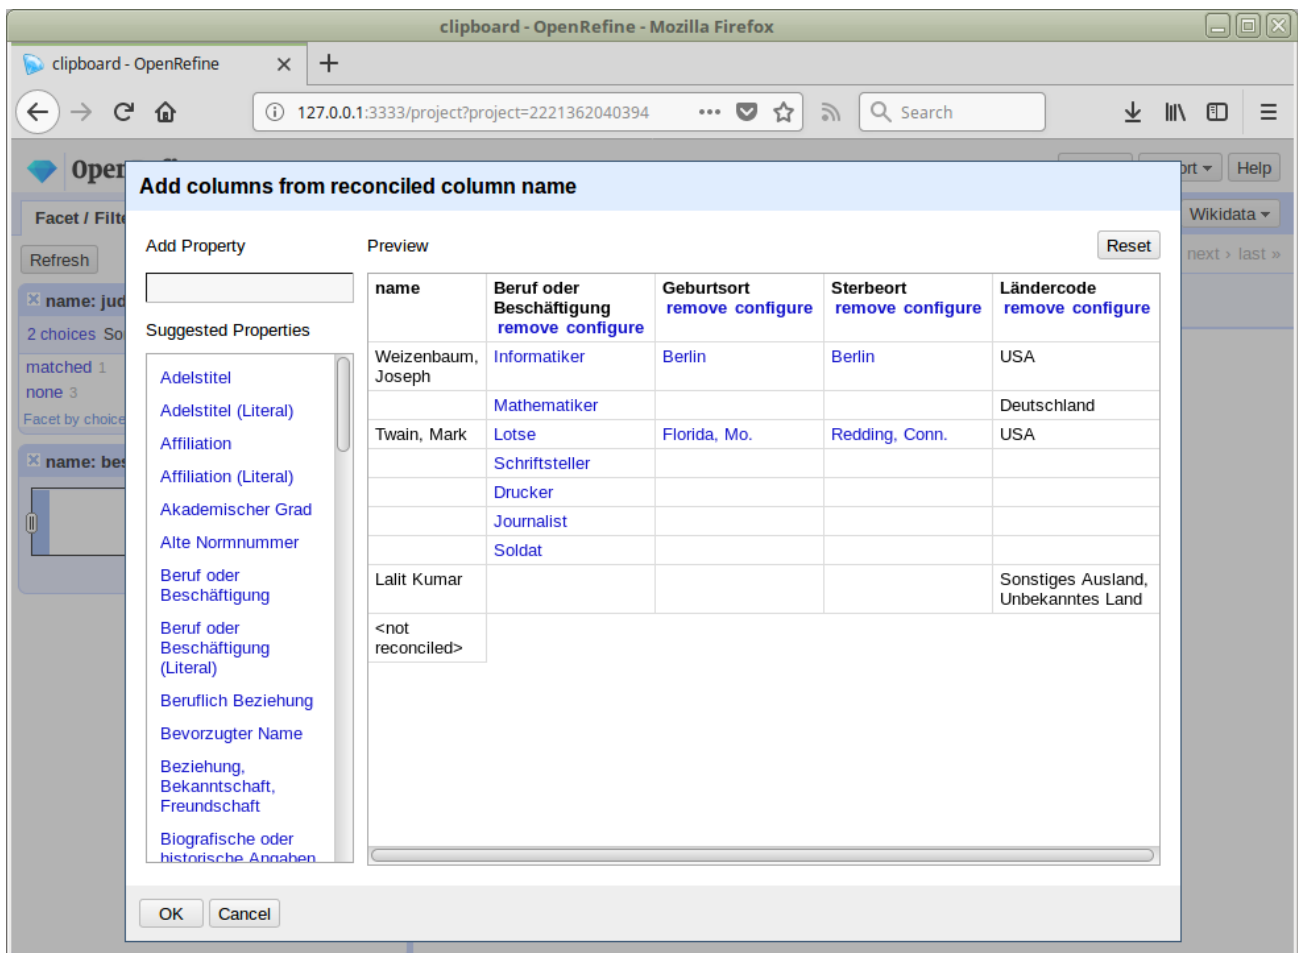 clipboard - OpenRefine - Mozilla Firefox
clipboard - OpenRefine
127.0.0.1:3333/project?project=2221362040394
Search
Help
Facet / Filte
Wikidata
Refresh
next › last »
name: jud
2 choices
matched 1
none 3
Facet by choice
name: bes
Add columns from reconciled column name
Add Property
Preview
Reset
Suggested Properties
Adelstitel
Adelstitel (Literal)
Affiliation
Affiliation (Literal)
Akademischer Grad
Alte Normnummer
Beruf oder
Beschäftigung
Beruf oder
Beschäftigung
(Literal)
Beruflich Beziehung
Bevorzugter Name
Beziehung,
Bekanntschaft,
Freundschaft
Biografische oder
historische Angaben
name Beruf oder Geburtsort Sterbeort Ländercode
Beschäftigung remove configure remove configure remove configure
remove configure
Weizenbaum, Informatiker Berlin Berlin USA
Joseph
Mathematiker Deutschland
Twain, Mark Lotse Florida, Mo. Redding, Conn. USA
Schriftsteller
Drucker
Journalist
Soldat
Lalit Kumar Sonstiges Ausland,
Unbekanntes Land
<not
reconciled>
OK Cancel